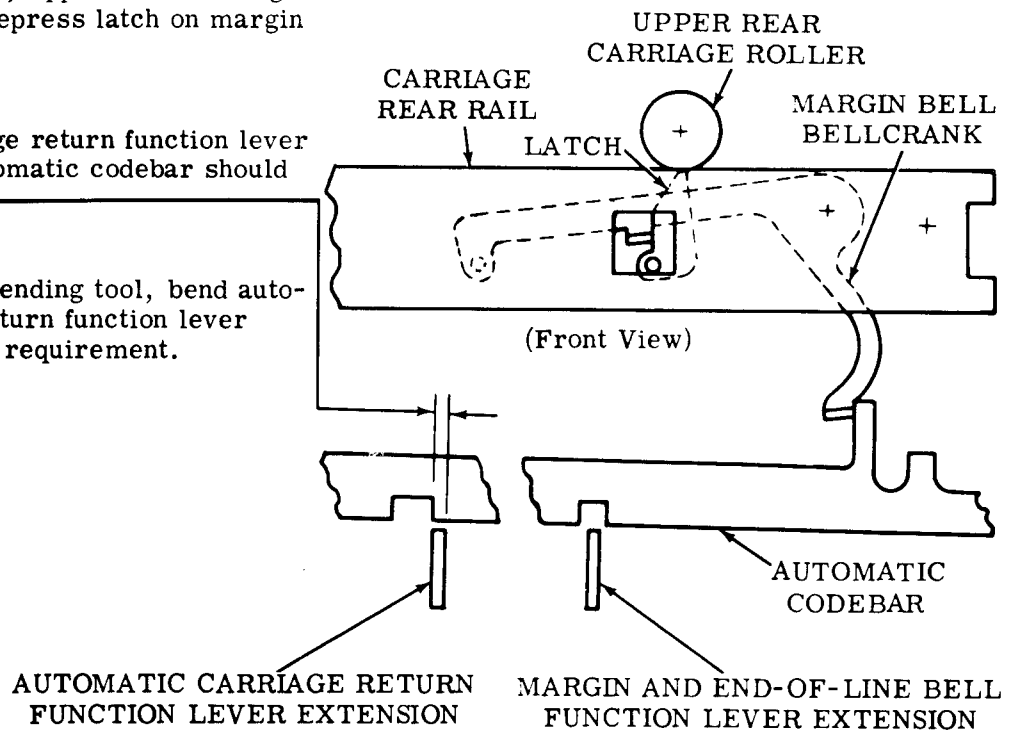 epress latch on margin
ge return function lever
omatic codebar should
ending tool, bend auto-
turn function lever
requirement.
UPPER REAR
CARRIAGE ROLLER
CARRIAGE
REAR RAIL
MARGIN BELL
BELLCRANK
LATCH
(Front View)
AUTOMATIC
CODEBAR
AUTOMATIC CARRIAGE RETURN
FUNCTION LEVER EXTENSION
MARGIN AND END-OF-LINE BELL
FUNCTION LEVER EXTENSION